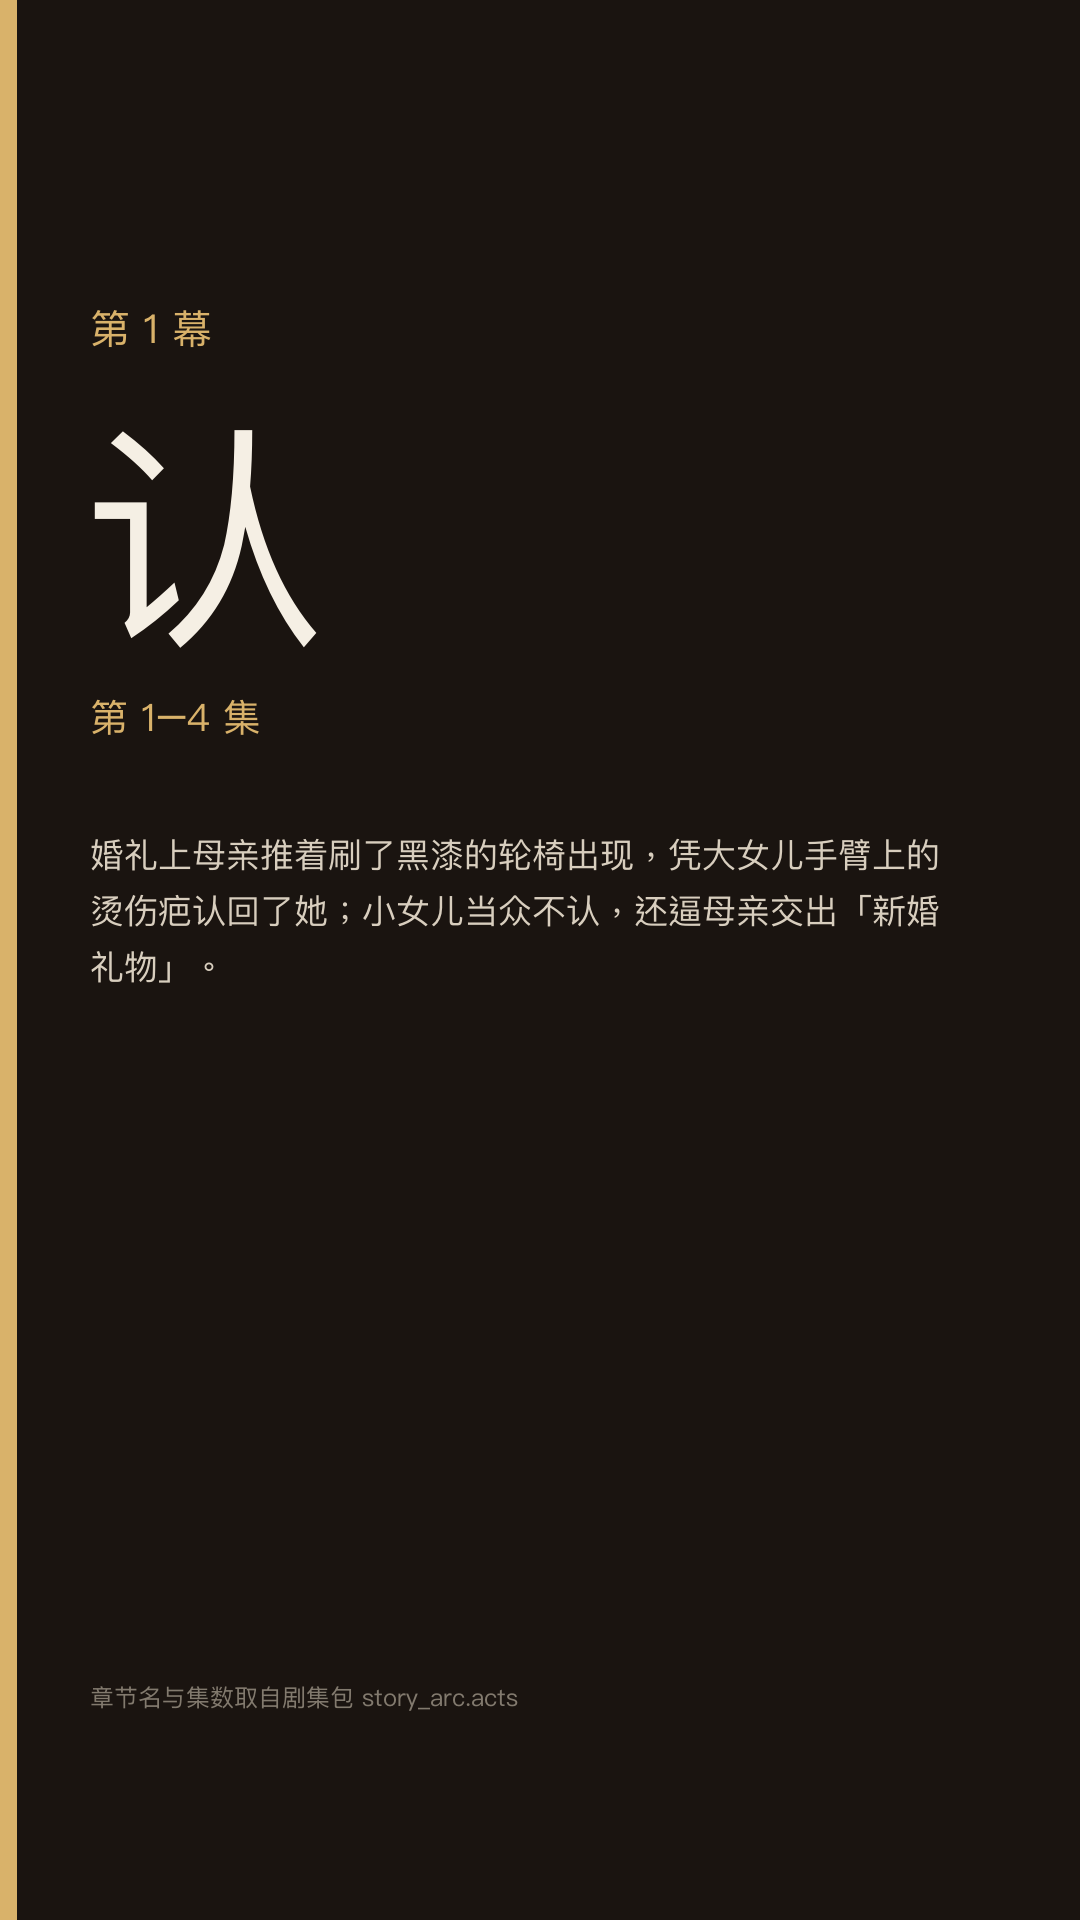 第 1 幕
认
第 1—4 集
婚礼上母亲推着刷了黑漆的轮椅出现，凭大女儿手臂上的
烫伤疤认回了她；小女儿当众不认，还逼母亲交出「新婚
礼物」。
章节名与集数取自剧集包 story_arc.acts